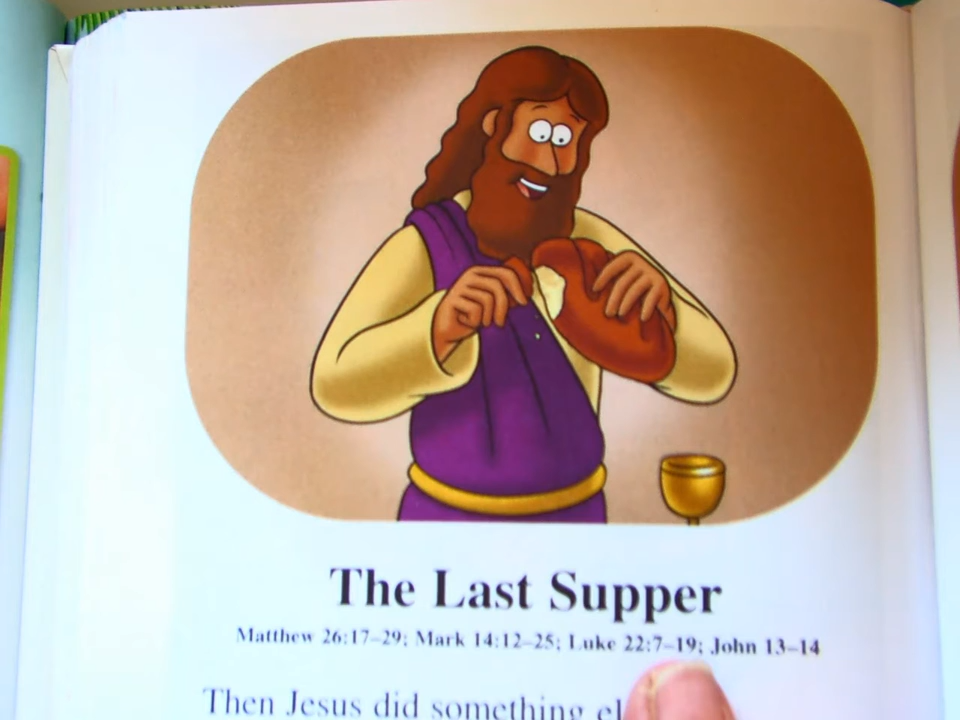 The Last Supper
Matthew 26:17–29; Mark 14:12–25; Luke 22:7–19; John 13–14
Then Jesus did something